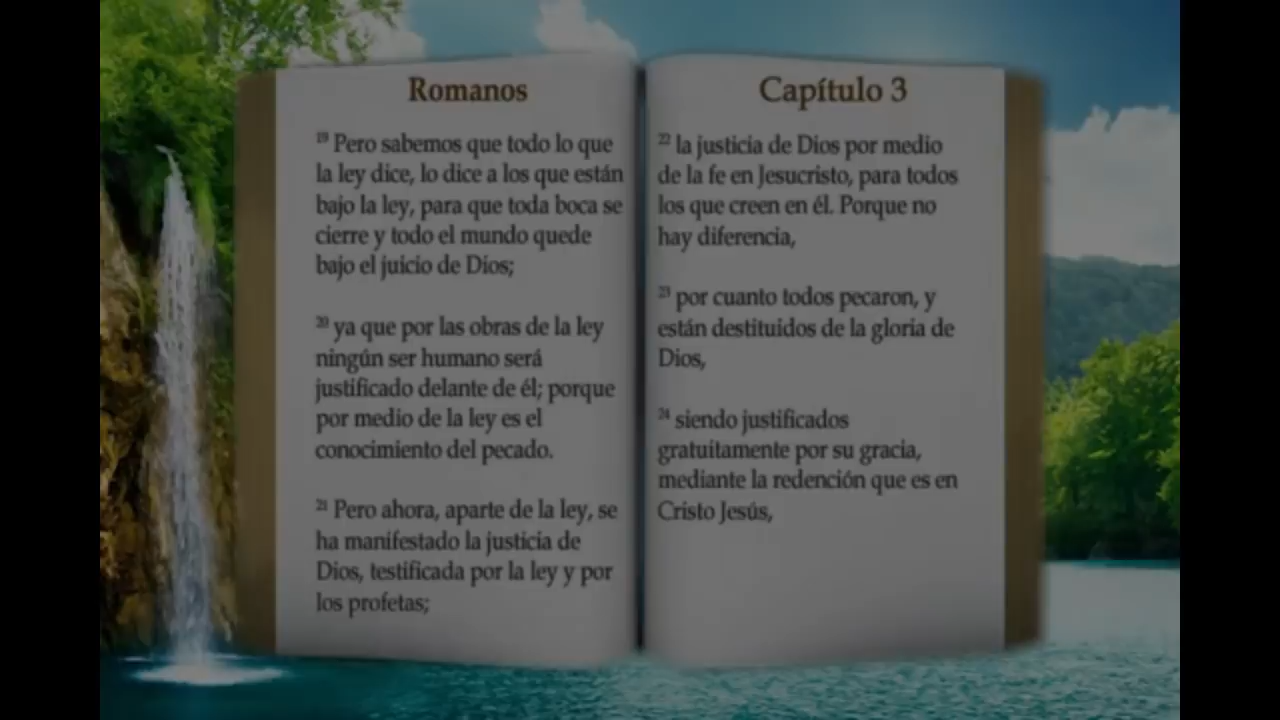 Romanos
19 Pero sabemos que todo lo que
la ley dice, lo dice a los que están
bajo la ley, para que toda boca se
cierre y todo el mundo quede
bajo el juicio de Dios;
20 ya que por las obras de la ley
ningún ser humano será
justificado delante de él; porque
por medio de la ley es el
conocimiento del pecado.
21 Pero ahora, aparte de la ley, se
ha manifestado la justicia de
Dios, testificada por la ley y por
los profetas;
Capítulo 3
22 la justicia de Dios por medio
de la fe en Jesucristo, para todos
los que creen en él. Porque no
hay diferencia,
23 por cuanto todos pecaron, y
están destituidos de la gloria de
Dios,
24 siendo justificados
gratuitamente por su gracia,
mediante la redención que es en
Cristo Jesús,